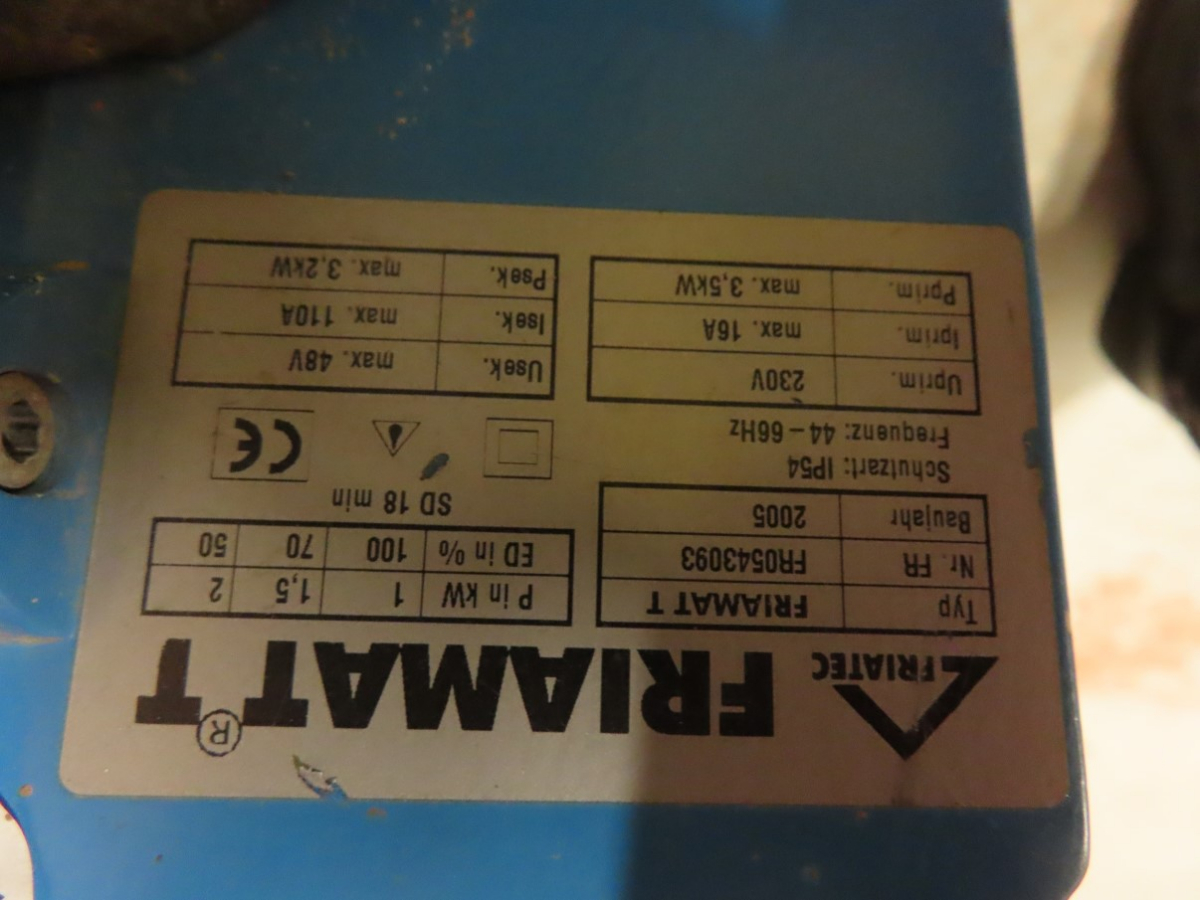 FRIATEC FRIAMAT T®
Typ FRIAMAT T
Nr. FR FR0543093
Baujahr 2005
P in kW 1 1,5 2
ED in % 100 70 50
SD 18 min
Schutzart: IP54
Frequenz: 44-66Hz
CE
Uprim. 230V
Iprim. max. 16A
Pprim. max. 3,5kW
Usek. max. 48V
Isek. max. 110A
Psek. max. 3,2kW